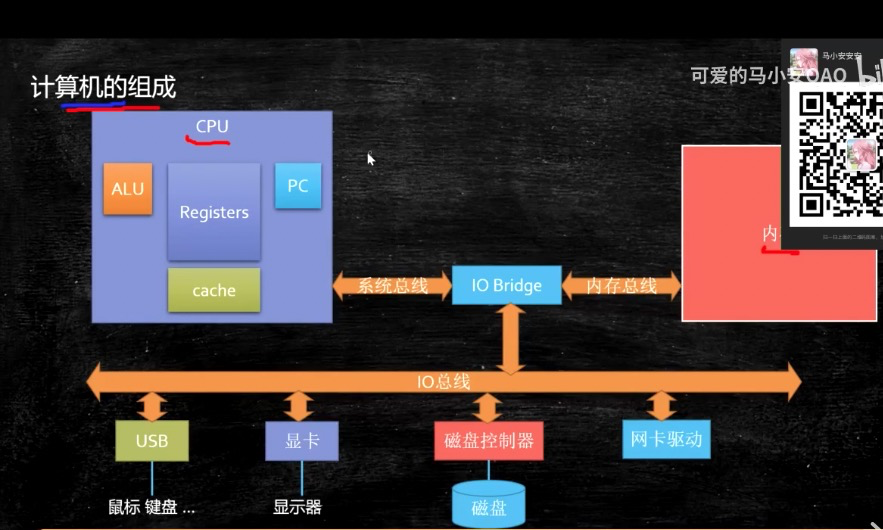 马小安安安
可爱的马小安OAO
计算机的组成
CPU
ALU
Registers
PC
cache
内
系统总线
IO Bridge
内存总线
IO总线
USB
显卡
磁盘控制器
网卡驱动
鼠标 键盘 ...
显示器
磁盘